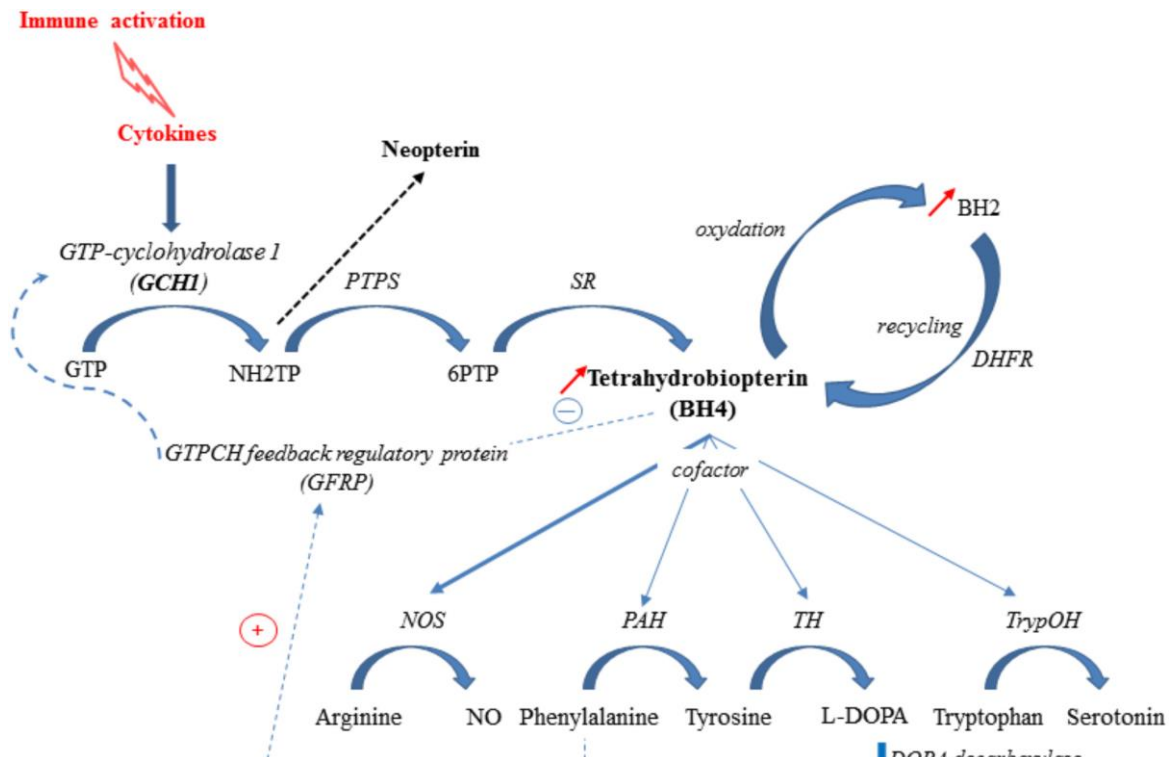 Immune activation
Cytokines
Neopterin
BH2
oxydation
GTP-cyclohydrolase 1
(GCH1)
PTPS
SR
recycling
DHFR
GTP
NH2TP
6PTP
Tetrahydrobiopterin
(BH4)
GTPCH feedback regulatory protein
(GFRP)
cofactor
+
NOS
PAH
TH
TrypOH
Arginine
NO
Phenylalanine
Tyrosine
L-DOPA
Tryptophan
Serotonin